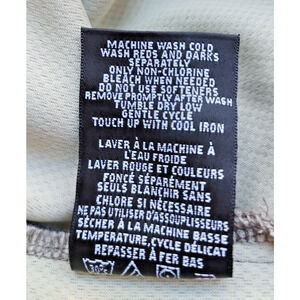 MACHINE WASH COLD
WASH REDS AND DARKS
SEPARATELY
ONLY NON-CHLORINE
BLEACH WHEN NEEDED
DO NOT USE SOFTENERS
REMOVE PROMPTLY AFTER WASH
TUMBLE DRY LOW
GENTLE CYCLE
TOUCH UP WITH COOL IRON
LAVER À LA MACHINE À
L'EAU FROIDE
LAVER ROUGE ET COULEURS
FONCÉ SÉPARÉMENT
SEULS BLANCHIR SANS
CHLORE SI NÉCESSAIRE
NE PAS UTILISER D'ASSOUPLISSEURS
SÉCHER À LA MACHINE BASSE
TEMPÉRATURE, CYCLE DÉLICAT
REPASSER À FER BAS
30°C